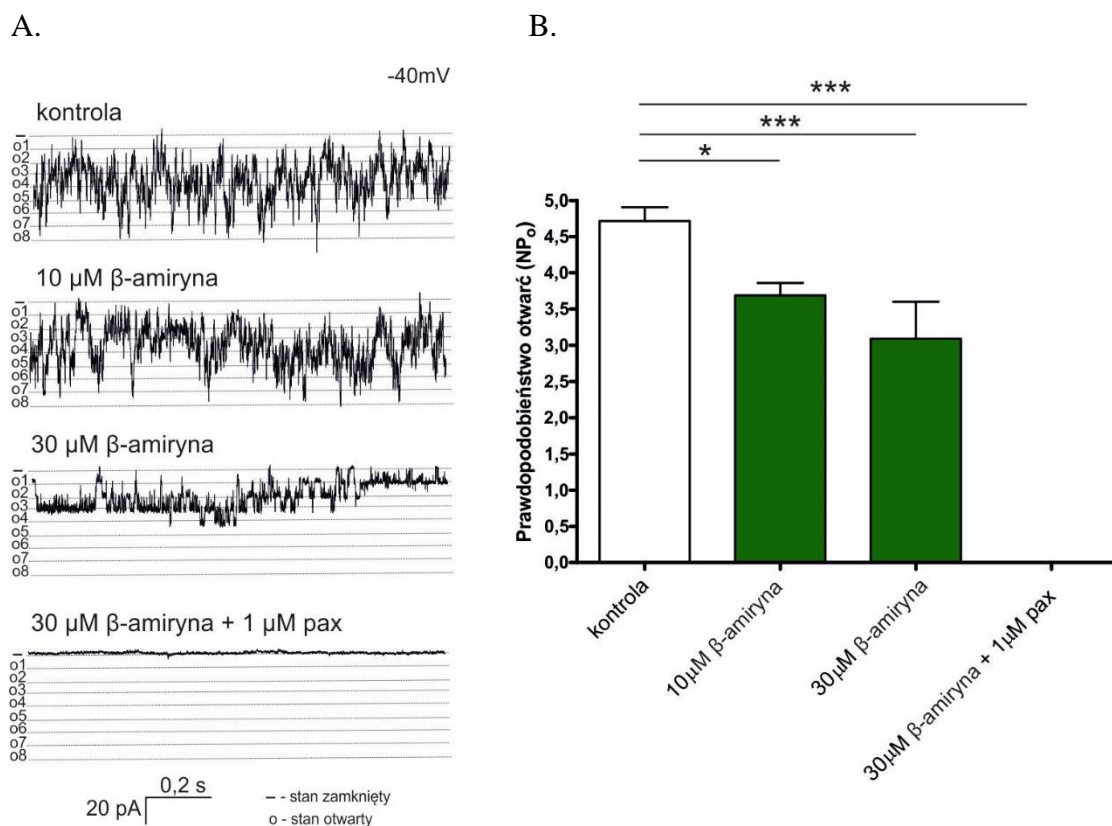 A.
B.
-40mV
kontrola
o1
o2
o3
o4
o5
o6
o7
o8
10 µM β-amiryna
o1
o2
o3
o4
o5
o6
o7
o8
30 µM β-amiryna
o1
o2
o3
o4
o5
o6
o7
o8
30 µM β-amiryna + 1 µM pax
o1
o2
o3
o4
o5
o6
o7
o8
0,2 s
20 pA
– - stan zamknięty
o - stan otwarty
***
***
*
Prawdopodobieństwo otwarć (NPo)
5,0
4,5
4,0
3,5
3,0
2,5
2,0
1,5
1,0
0,5
0,0
kontrola
10µM β-amiryna
30µM β-amiryna
30µM β-amiryna + 1µM pax